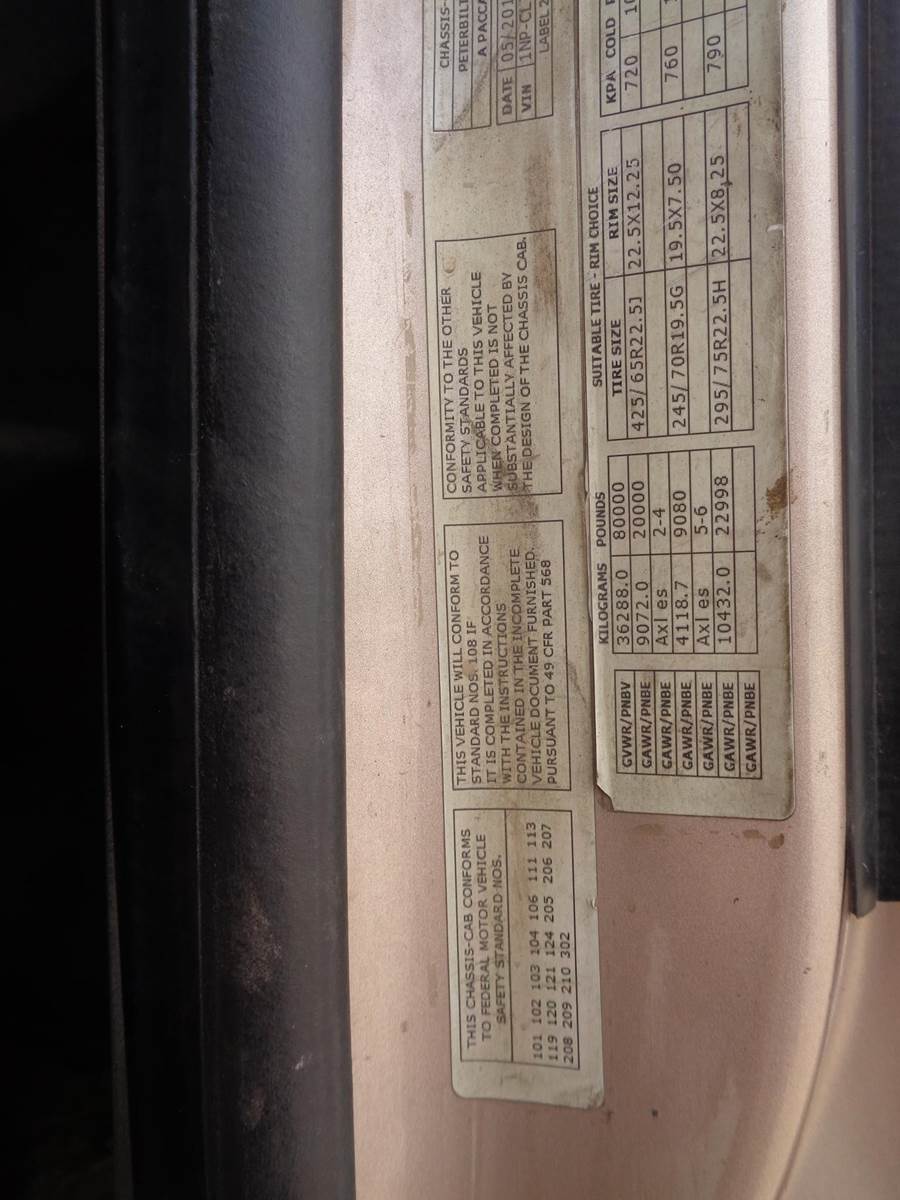 THIS CHASSIS-CAB CONFORMS
TO FEDERAL MOTOR VEHICLE
SAFETY STANDARD NOS.
101 102 103 104 106 111 113
119 120 121 124 205 206 207
208 209 210 302
THIS VEHICLE WILL CONFORM TO
STANDARD NOS. 108 IF
IT IS COMPLETED IN ACCORDANCE
WITH THE INSTRUCTIONS
CONTAINED IN THE INCOMPLETE
VEHICLE DOCUMENT FURNISHED.
PURSUANT TO 49 CFR PART 568
CONFORMITY TO THE OTHER
SAFETY STANDARDS
APPLICABLE TO THIS VEHICLE
WHEN COMPLETED IS NOT
SUBSTANTIALLY AFFECTED BY
THE DESIGN OF THE CHASSIS CAB.
CHASSIS-
PETERBILT
A PACCA
DATE 05/201
VIN 1NP-CL
LABEL2
KILOGRAMS POUNDS SUITABLE TIRE - RIM CHOICE
TIRE SIZE RIM SIZE KPA COLD
GVWR/PNBV 36288.0 80000
GAWR/PNBE 9072.0 20000 425/65R22.5J 22.5X12.25 720
GAWR/PNBE Axles 2-4
GAWR/PNBE 4118.7 9080 245/70R19.5G 19.5X7.50 760
GAWR/PNBE Axles 5-6
GAWR/PNBE 10432.0 22998 295/75R22.5H 22.5X8.25 790
GAWR/PNBE